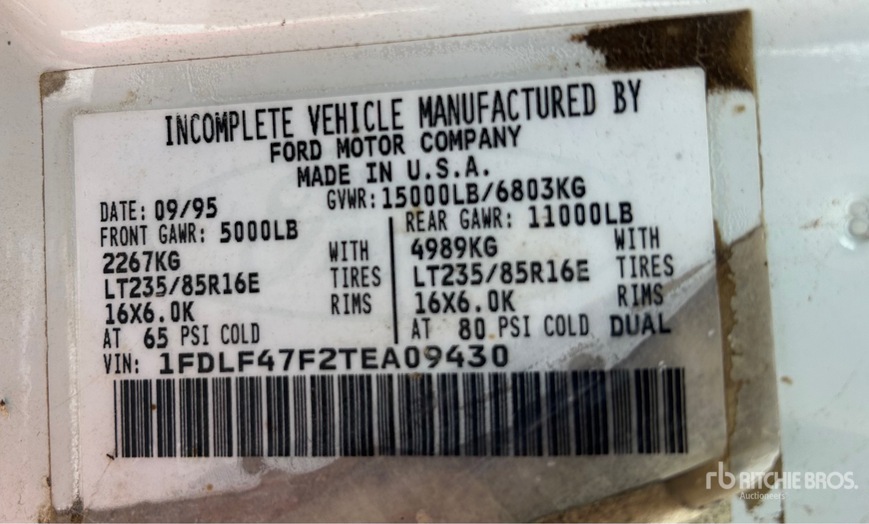 INCOMPLETE VEHICLE MANUFACTURED BY
FORD MOTOR COMPANY
MADE IN U.S.A.
DATE: 09/95 GVWR:15000LB/6803KG
FRONT GAWR: 5000LB REAR GAWR: 11000LB
2267KG WITH 4989KG WITH
LT235/85R16E TIRES LT235/85R16E TIRES
16X6.0K RIMS 16X6.0K RIMS
AT 65 PSI COLD AT 80 PSI COLD DUAL
VIN: 1FDLF47F2TEA09430
rb RITCHIE BROS.
Auctioneers